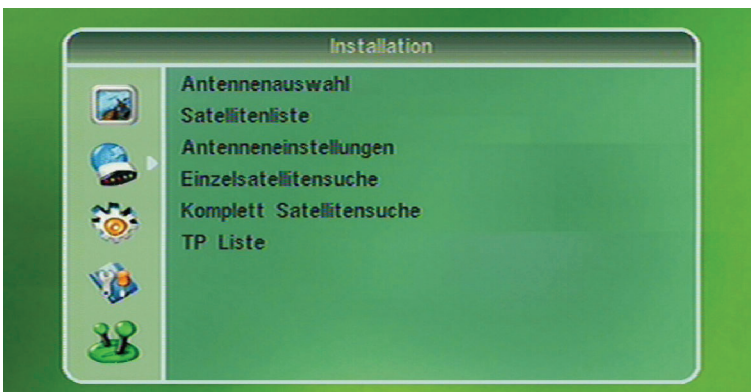 Installation
Antennenauswahl
Satellitenliste
Antenneneinstellungen
Einzelsatellitensuche
Komplett Satellitensuche
TP Liste